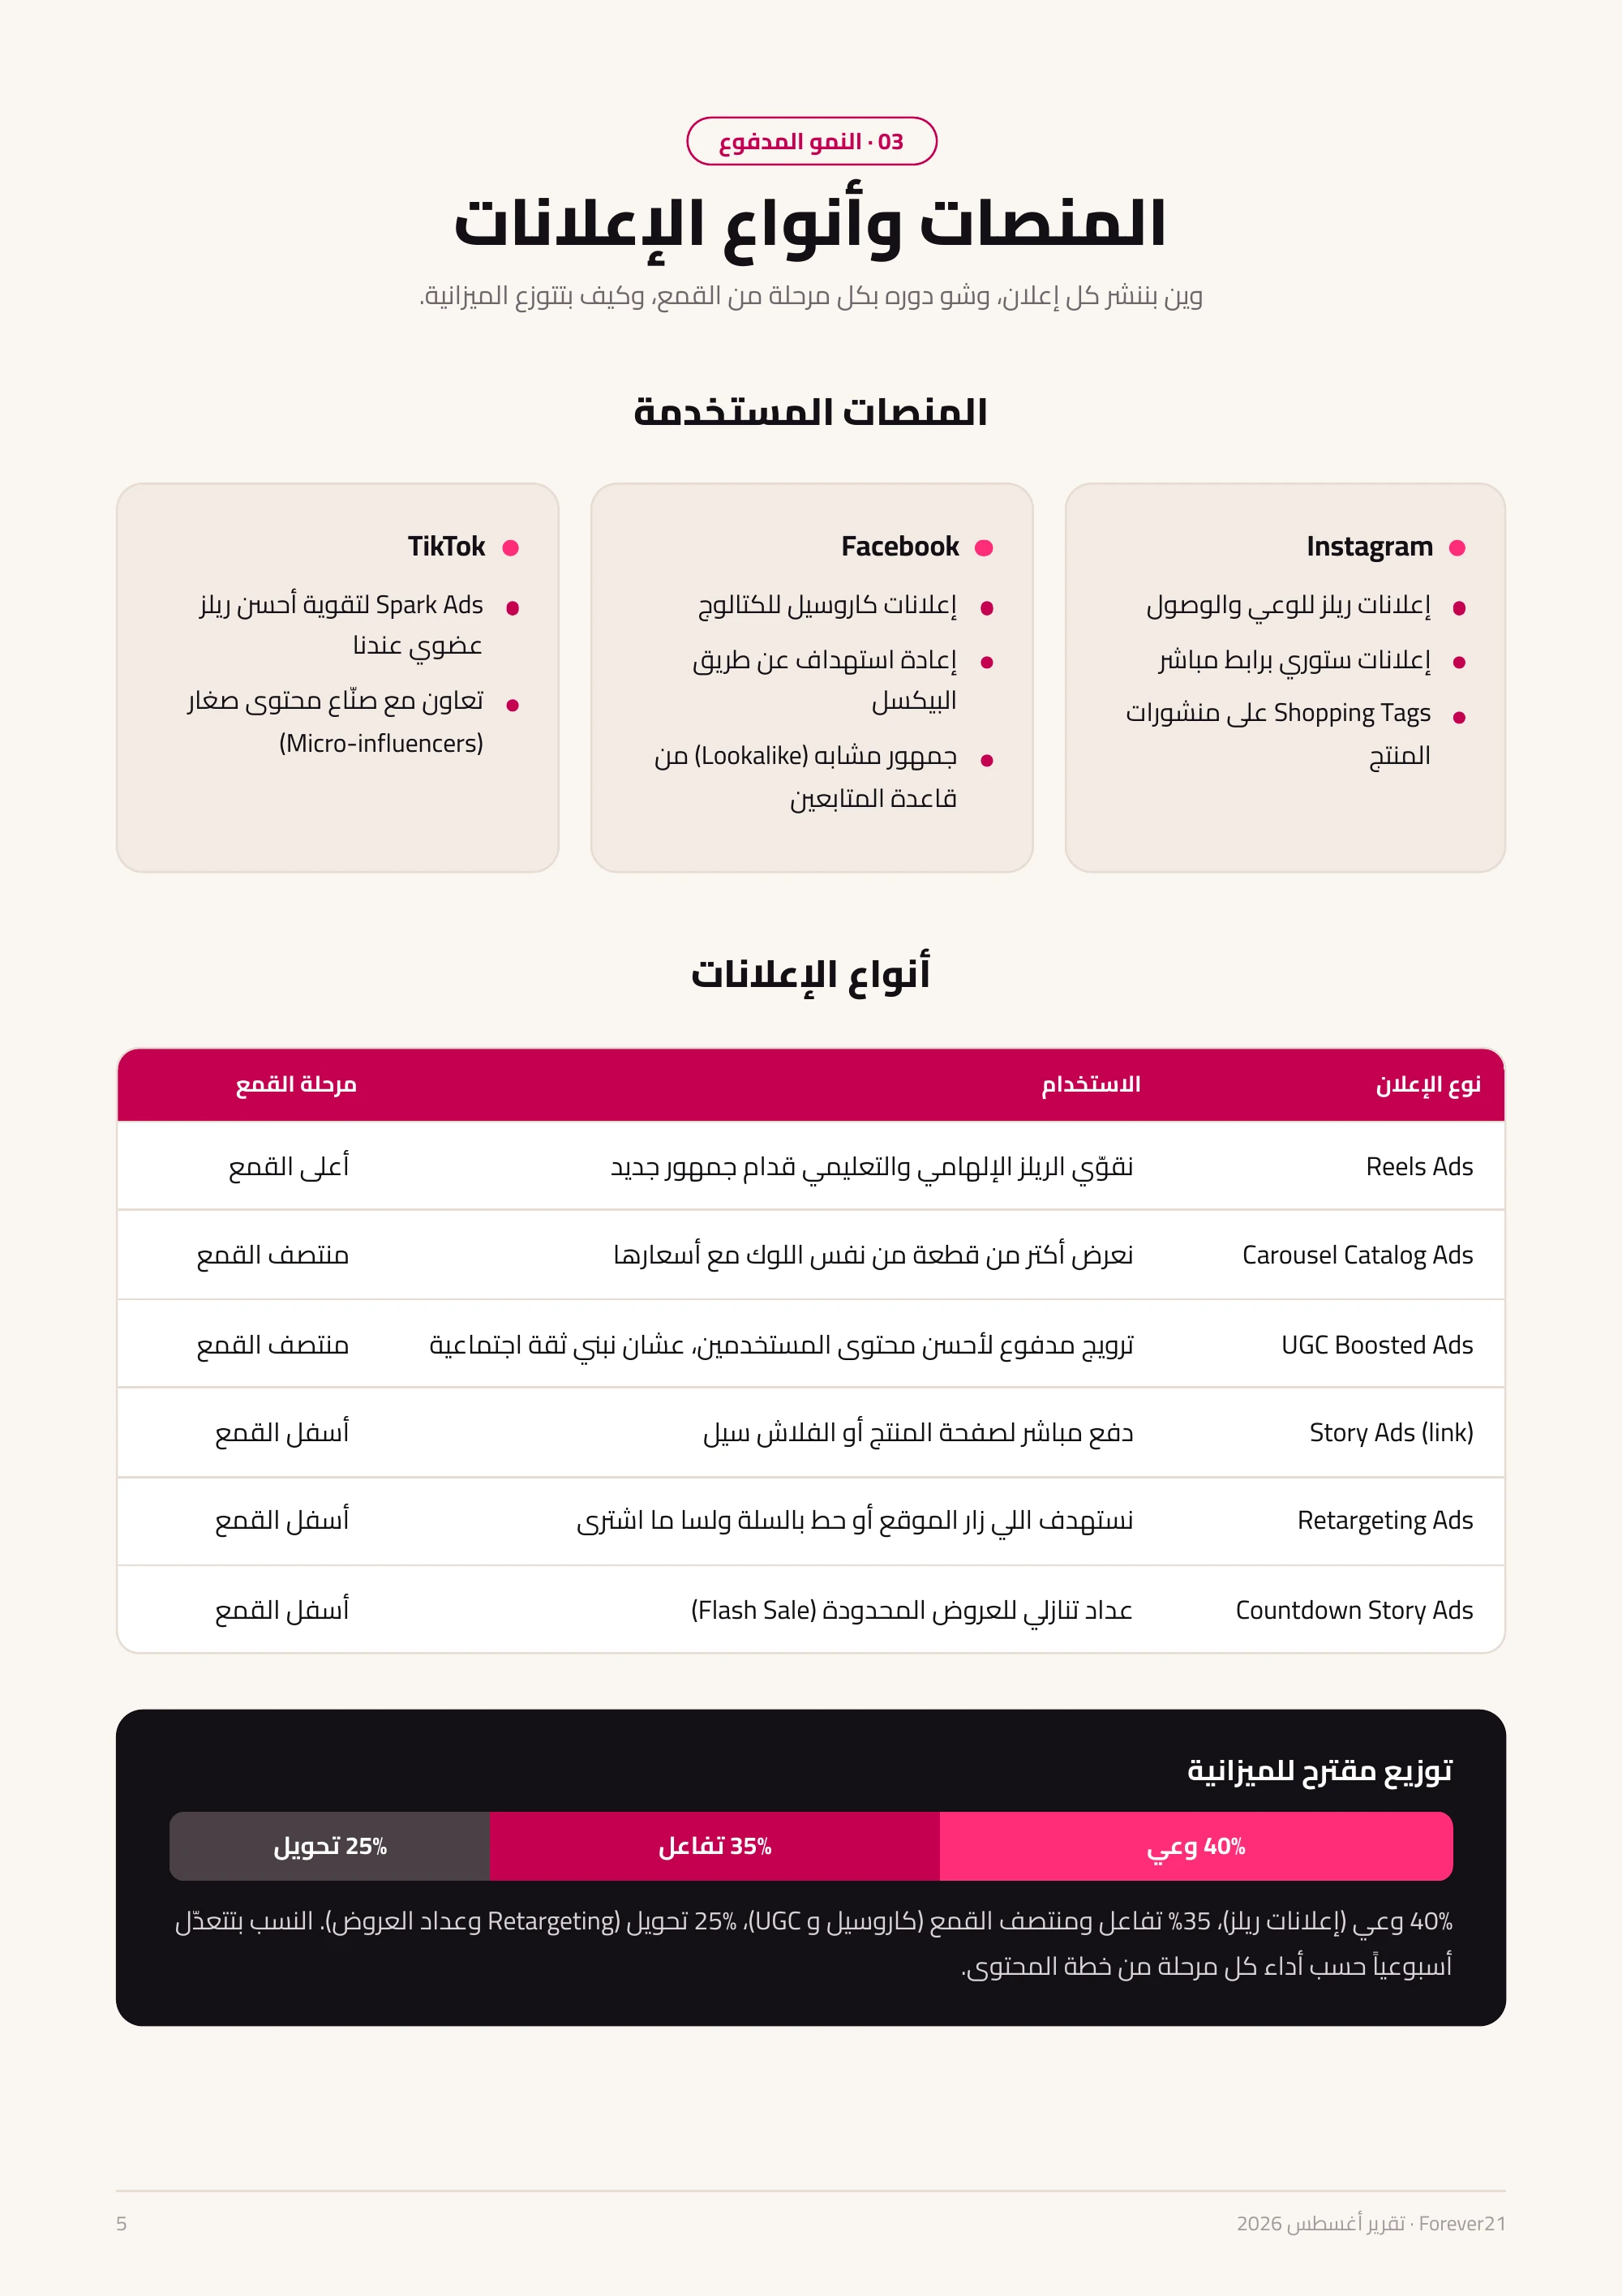 03 · النمو المدفوع
المنصات وأنواع الإعلانات
وين بننشر كل إعلان، وشو دوره بكل مرحلة من القمع، وكيف بتتوزع الميزانية.
المنصات المستخدمة
Instagram
إعلانات ريلز للوعي والوصول
إعلانات ستوري برابط مباشر
Shopping Tags على منشورات
المنتج
Facebook
إعلانات كاروسيل للكتالوج
إعادة استهداف عن طريق
البيكسل
جمهور مشابه (Lookalike) من
قاعدة المتابعين
TikTok
Spark Ads لتقوية أحسن ريلز
عضوي عندنا
تعاون مع صنّاع محتوى صغار
(Micro-influencers)
أنواع الإعلانات
نوع الإعلان الاستخدام مرحلة القمع
Reels Ads نقوّي الريلز الإلهامي والتعليمي قدام جمهور جديد أعلى القمع
Carousel Catalog Ads نعرض أكتر من قطعة من نفس اللوك مع أسعارها منتصف القمع
UGC Boosted Ads ترويج مدفوع لأحسن محتوى المستخدمين، عشان نبني ثقة اجتماعية منتصف القمع
Story Ads (link) دفع مباشر لصفحة المنتج أو الفلاش سيل أسفل القمع
Retargeting Ads نستهدف اللي زار الموقع أو حط بالسلة ولسا ما اشترى أسفل القمع
Countdown Story Ads عداد تنازلي للعروض المحدودة (Flash Sale) أسفل القمع
توزيع مقترح للميزانية
40% وعي 35% تفاعل 25% تحويل
40% وعي (إعلانات ريلز)، 35% تفاعل ومنتصف القمع (كاروسيل و UGC)، 25% تحويل (Retargeting وعداد العروض). النسب بتتعدّل
أسبوعياً حسب أداء كل مرحلة من خطة المحتوى.
Forever21 · تقرير أغسطس 2026
5